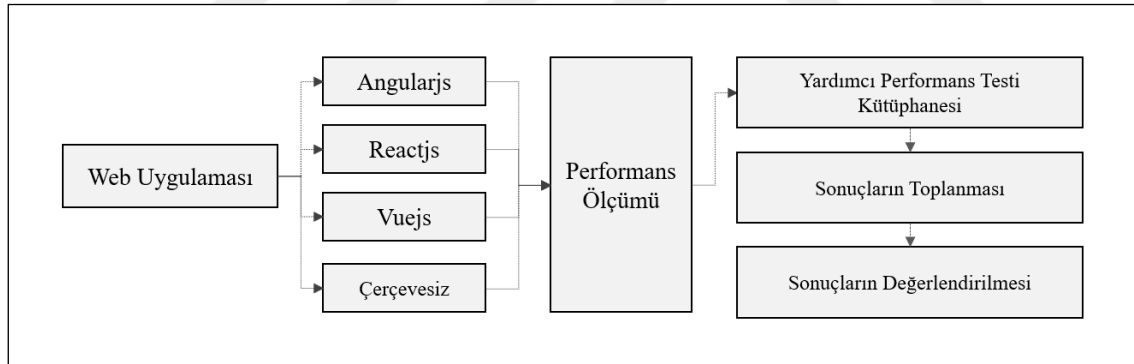 Web Uygulaması
Angularjs
Reactjs
Vuejs
Çerçevesiz
Performans
Ölçümü
Yardımcı Performans Testi
Kütüphanesi
Sonuçların Toplanması
Sonuçların Değerlendirilmesi